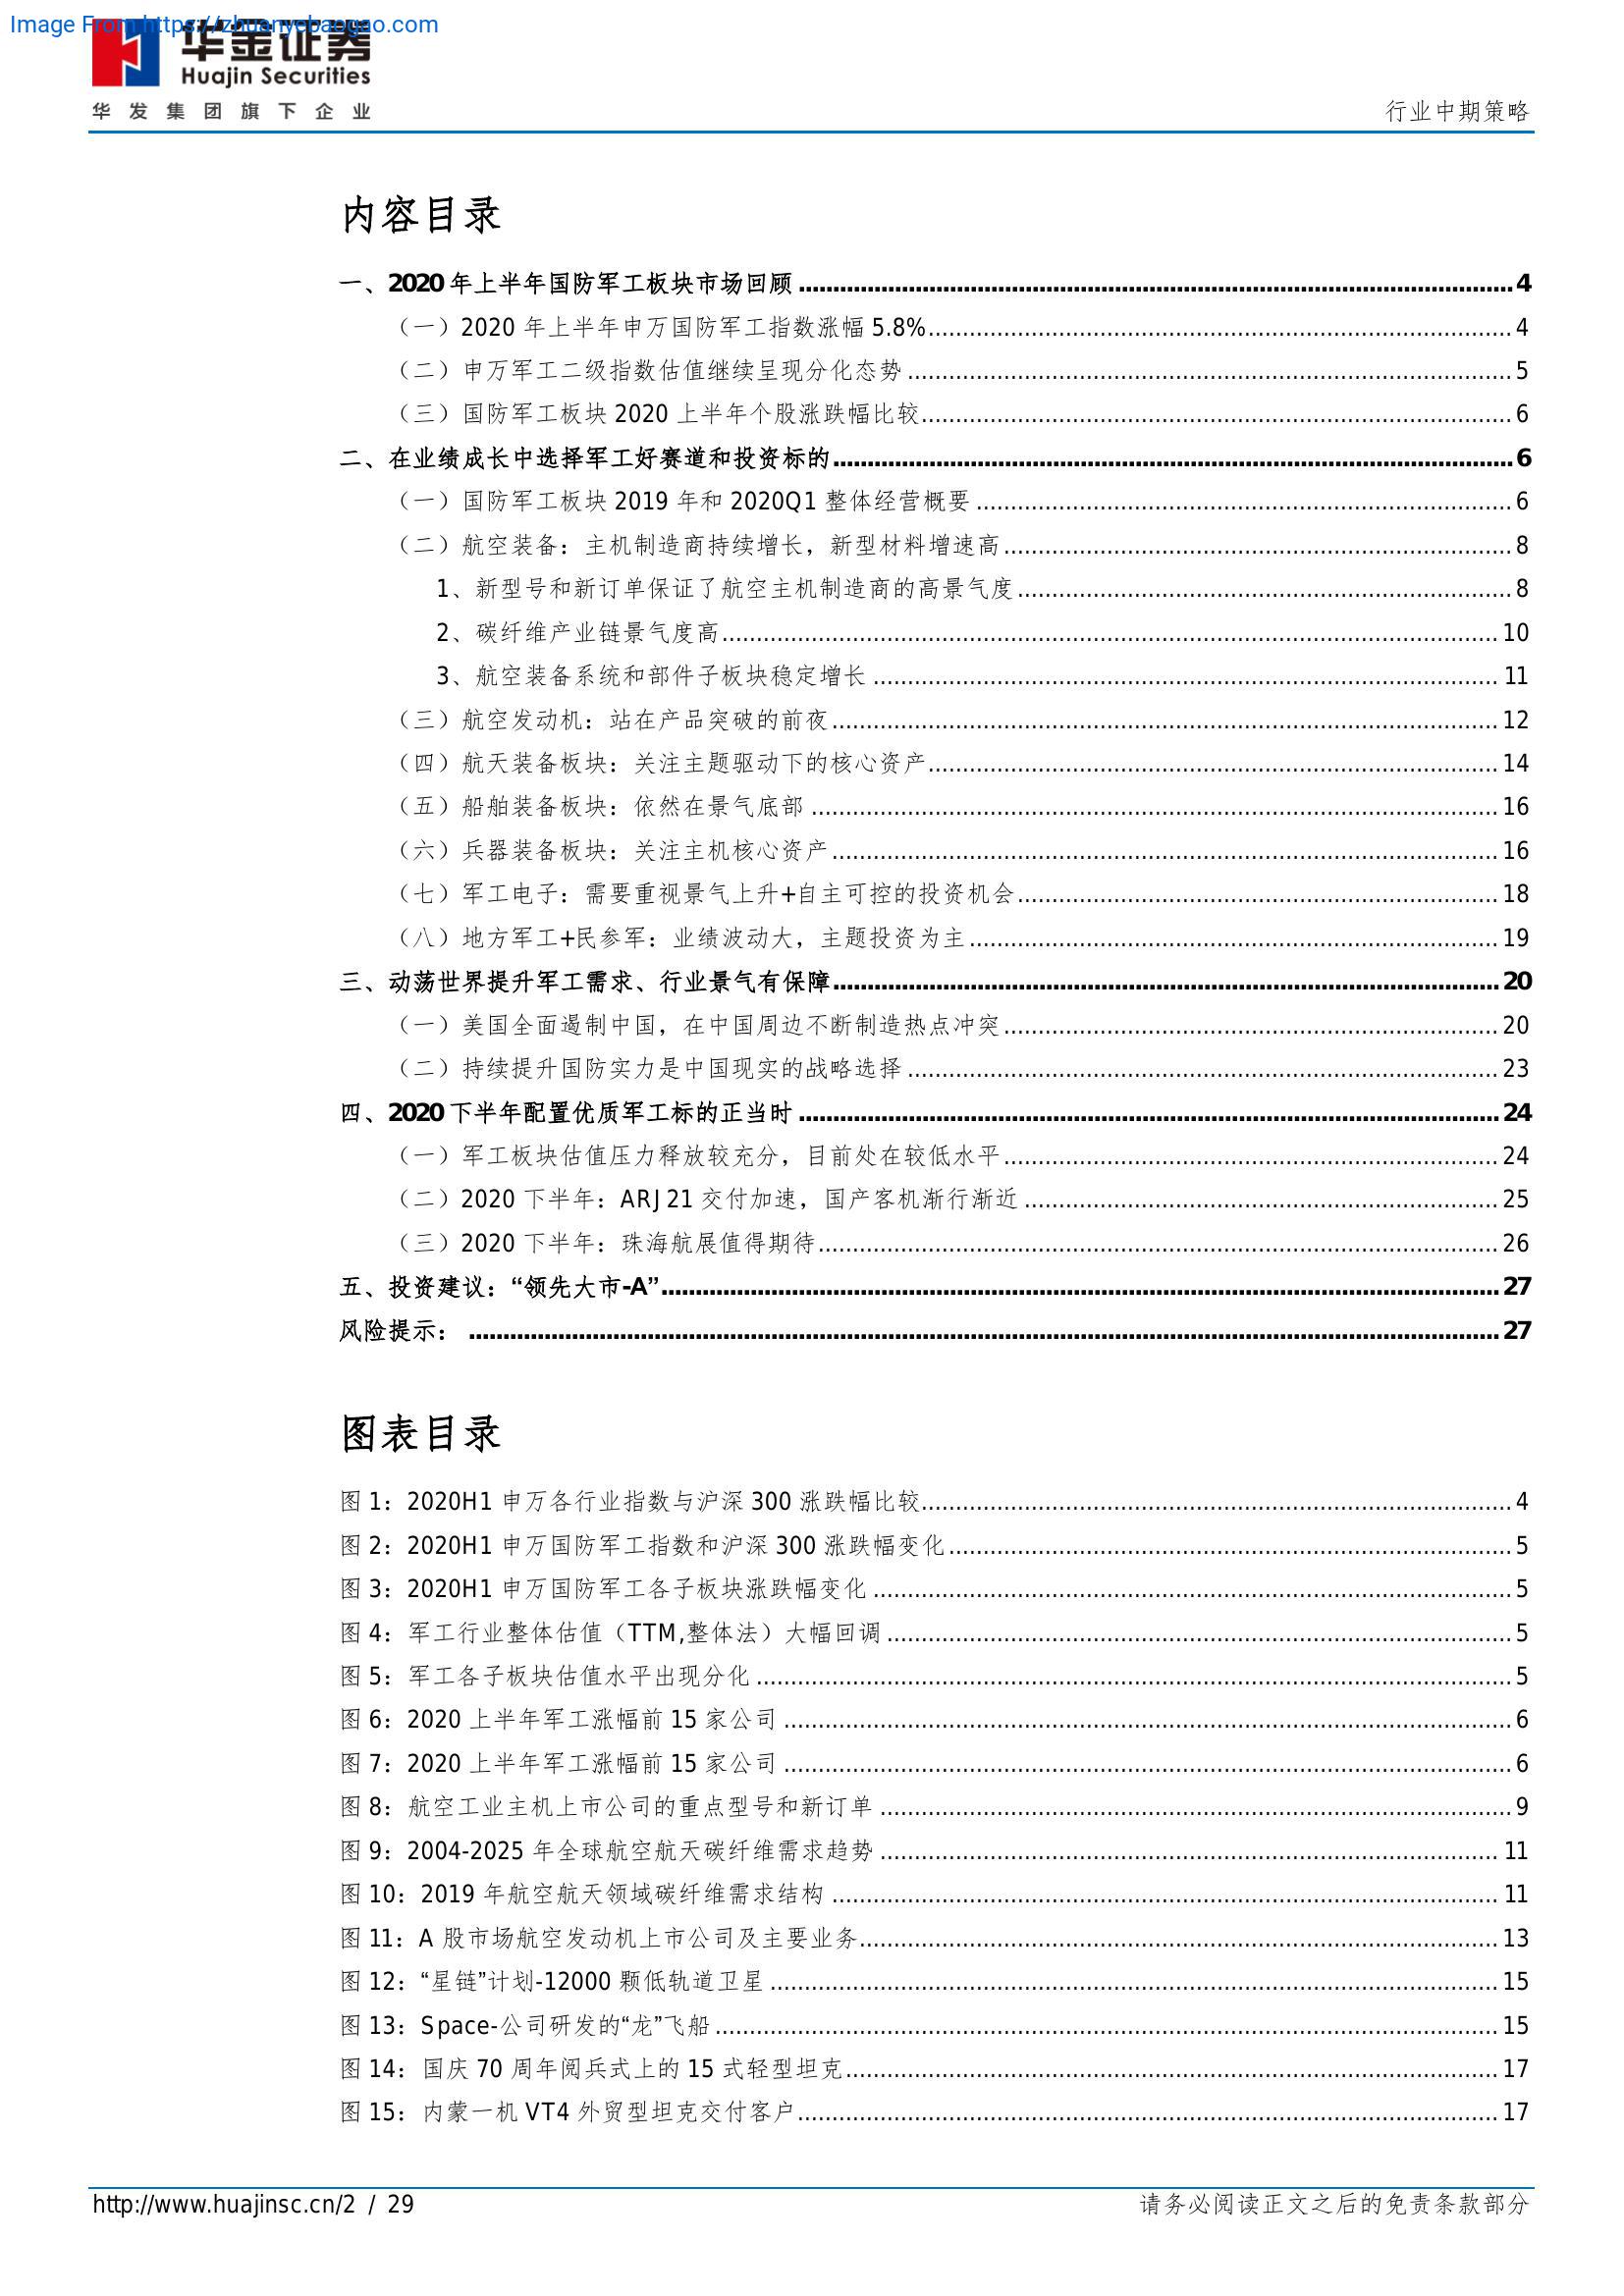 Image From https://zhuanyebaogao.com
华金证券
Huajin Securities
华发集团旗下企业
行业中期策略
内容目录
一、2020 年上半年国防军工板块市场回顾 4
（一）2020 年上半年申万国防军工指数涨幅 5.8% 4
（二）申万军工二级指数估值继续呈现分化态势 5
（三）国防军工板块 2020 上半年个股涨跌幅比较 6
二、在业绩成长中选择军工好赛道和投资标的 6
（一）国防军工板块 2019 年和 2020Q1 整体经营概要 6
（二）航空装备：主机制造商持续增长，新型材料增速高 8
1、新型号和新订单保证了航空主机制造商的高景气度 8
2、碳纤维产业链景气度高 10
3、航空装备系统和部件子板块稳定增长 11
（三）航空发动机：站在产品突破的前夜 12
（四）航天装备板块：关注主题驱动下的核心资产 14
（五）船舶装备板块：依然在景气底部 16
（六）兵器装备板块：关注主机核心资产 16
（七）军工电子：需要重视景气上升+自主可控的投资机会 18
（八）地方军工+民参军：业绩波动大，主题投资为主 19
三、动荡世界提升军工需求、行业景气有保障 20
（一）美国全面遏制中国，在中国周边不断制造热点冲突 20
（二）持续提升国防实力是中国现实的战略选择 23
四、2020 下半年配置优质军工标的正当时 24
（一）军工板块估值压力释放较充分，目前处在较低水平 24
（二）2020 下半年：ARJ21 交付加速，国产客机渐行渐近 25
（三）2020 下半年：珠海航展值得期待 26
五、投资建议：“领先大市-A” 27
风险提示： 27
图表目录
图 1：2020H1 申万各行业指数与沪深 300 涨跌幅比较 4
图 2：2020H1 申万国防军工指数和沪深 300 涨跌幅变化 5
图 3：2020H1 申万国防军工各子板块涨跌幅变化 5
图 4：军工行业整体估值（TTM,整体法）大幅回调 5
图 5：军工各子板块估值水平出现分化 5
图 6：2020 上半年军工涨幅前 15 家公司 6
图 7：2020 上半年军工涨幅前 15 家公司 6
图 8：航空工业主机上市公司的重点型号和新订单 9
图 9：2004-2025 年全球航空航天碳纤维需求趋势 11
图 10：2019 年航空航天领域碳纤维需求结构 11
图 11：A 股市场航空发动机上市公司及主要业务 13
图 12：“星链”计划-12000 颗低轨道卫星 15
图 13：Space-公司研发的“龙”飞船 15
图 14：国庆 70 周年阅兵式上的 15 式轻型坦克 17
图 15：内蒙一机 VT4 外贸型坦克交付客户 17
http://www.huajinsc.cn/2 / 29
请务必阅读正文之后的免责条款部分